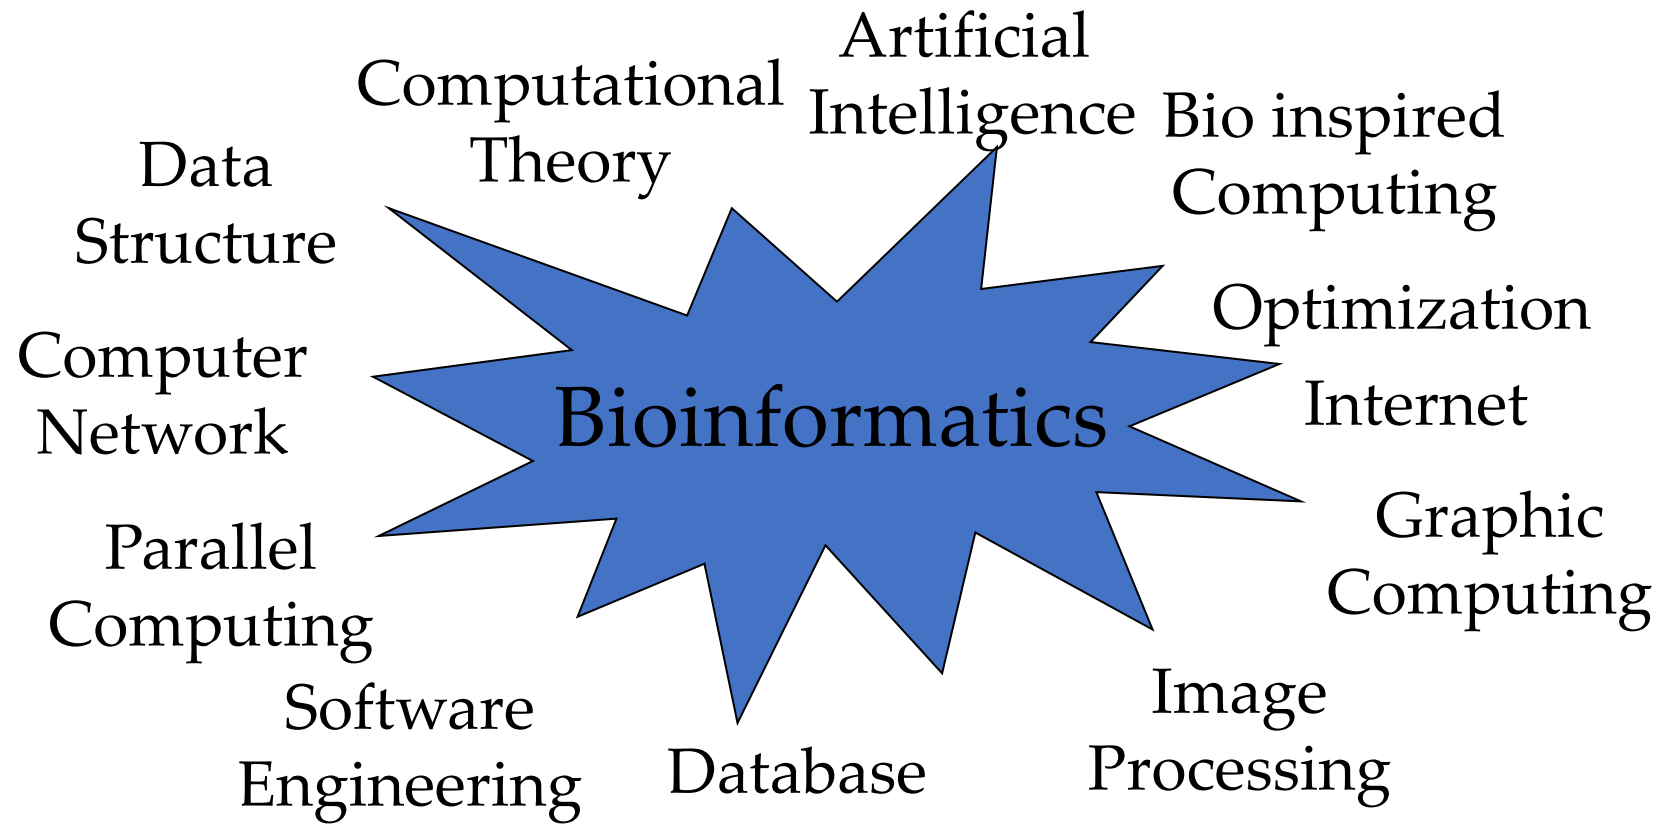 Artificial
Intelligence
Computational
Theory
Bio inspired
Computing
Data
Structure
Optimization
Computer
Network
Internet
Bioinformatics
Graphic
Computing
Parallel
Computing
Image
Processing
Software
Engineering
Database